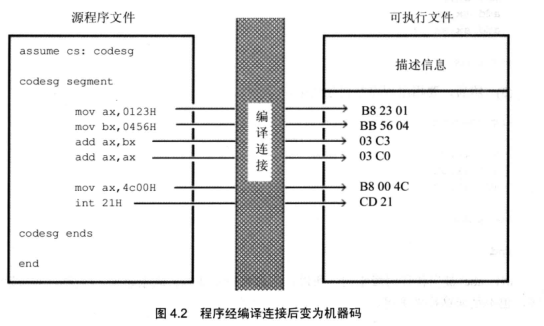 源程序文件
assume cs: codesg
codesg segment
mov ax,0123H
mov bx,0456H
add ax,bx
add ax,ax
mov ax,4c00H
int 21H
codesg ends
end
编译连接
可执行文件
描述信息
B8 23 01
BB 56 04
03 C3
03 C0
B8 00 4C
CD 21
图 4.2 程序经编译连接后变为机器码